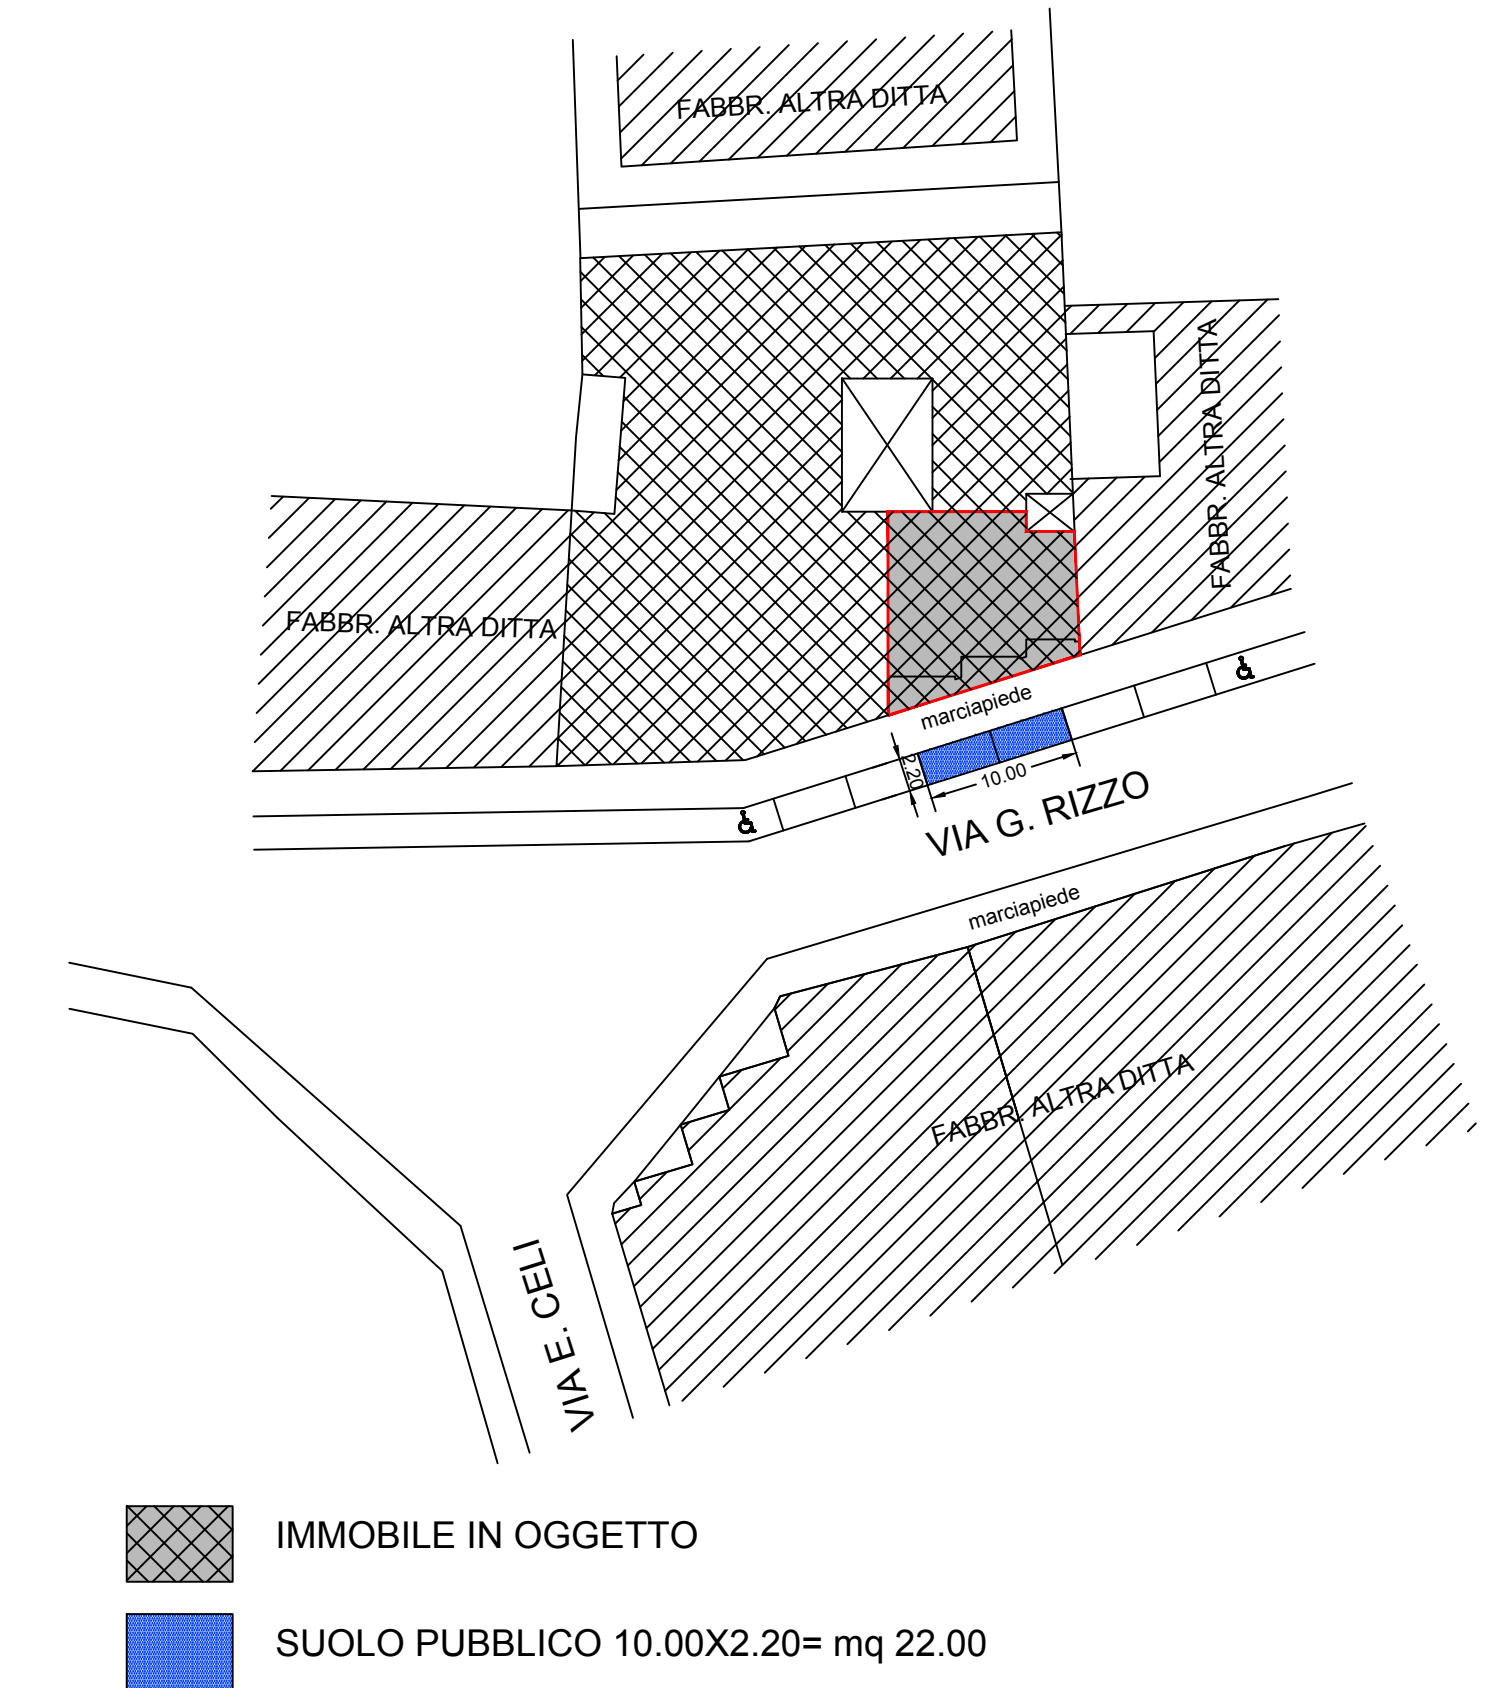 FABBR. ALTRA DITTA
FABBR. ALTRA DITTA
FABBR. ALTRA DITTA
marciapiede
2.20
10.00
VIA G. RIZZO
marciapiede
FABBR. ALTRA DITTA
VIA E. CELI
IMMOBILE IN OGGETTO
SUOLO PUBBLICO 10.00X2.20= mq 22.00